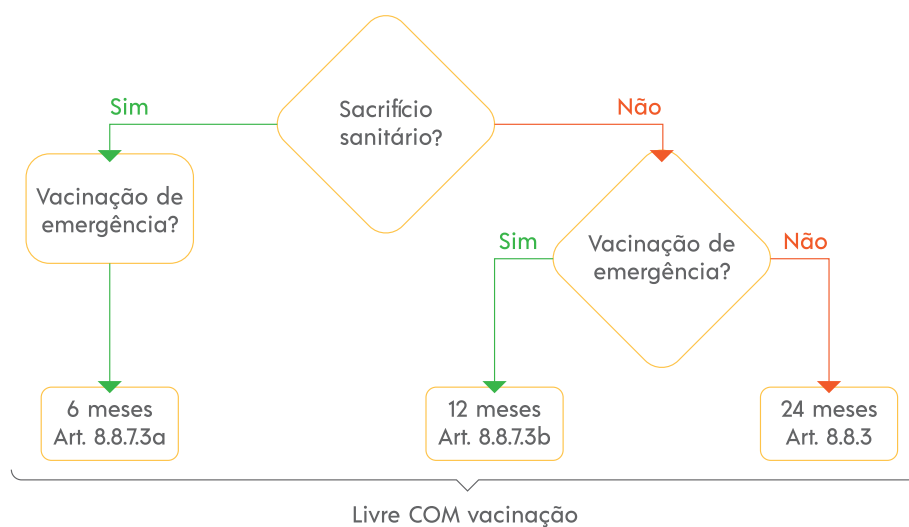 Sacrifício
sanitário?
Sim
Não
Vacinação de
emergência?
Sim
Vacinação de
emergência?
Não
6 meses
Art. 8.8.7.3a
12 meses
Art. 8.8.7.3b
24 meses
Art. 8.8.3
Livre COM vacinação